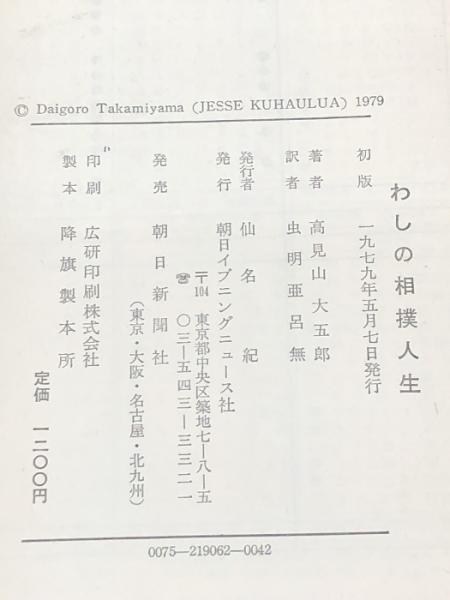 © Daigoro Takamiyama (JESSE KUHAULUA) 1979
わしの相撲人生
初版 一九七九年五月七日発行
著者 高見山大五郎
訳者 虫明亜呂無
発行者 仙名紀
発行 朝日イブニングニュース社
〒104 東京都中央区築地七―八―五
☎ 〇三―五四三―三三二一
発売 朝日新聞社
（東京・大阪・名古屋・北九州）
印刷 広研印刷株式会社
製本 降旗製本所
定価 一二〇〇円
0075―219062―0042